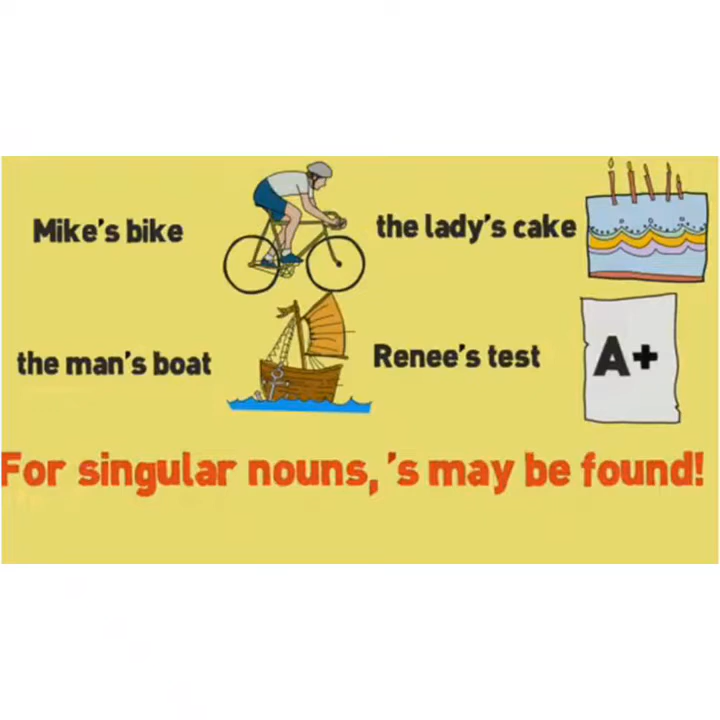 Mike's bike
the lady's cake
the man's boat
Renee's test
A+
For singular nouns, 's may be found!